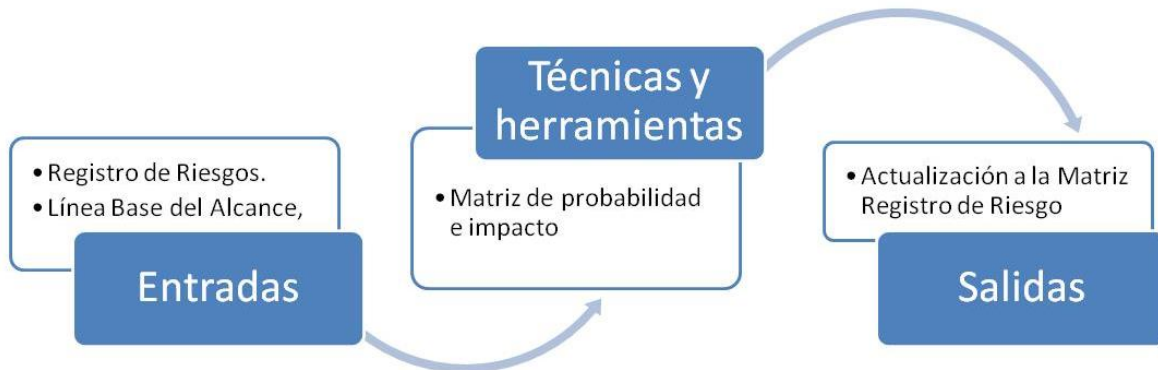 • Registro de Riesgos.
• Línea Base del Alcance,
Entradas
Técnicas y
herramientas
• Matriz de probabilidad
e impacto
• Actualización a la Matriz
Registro de Riesgo
Salidas